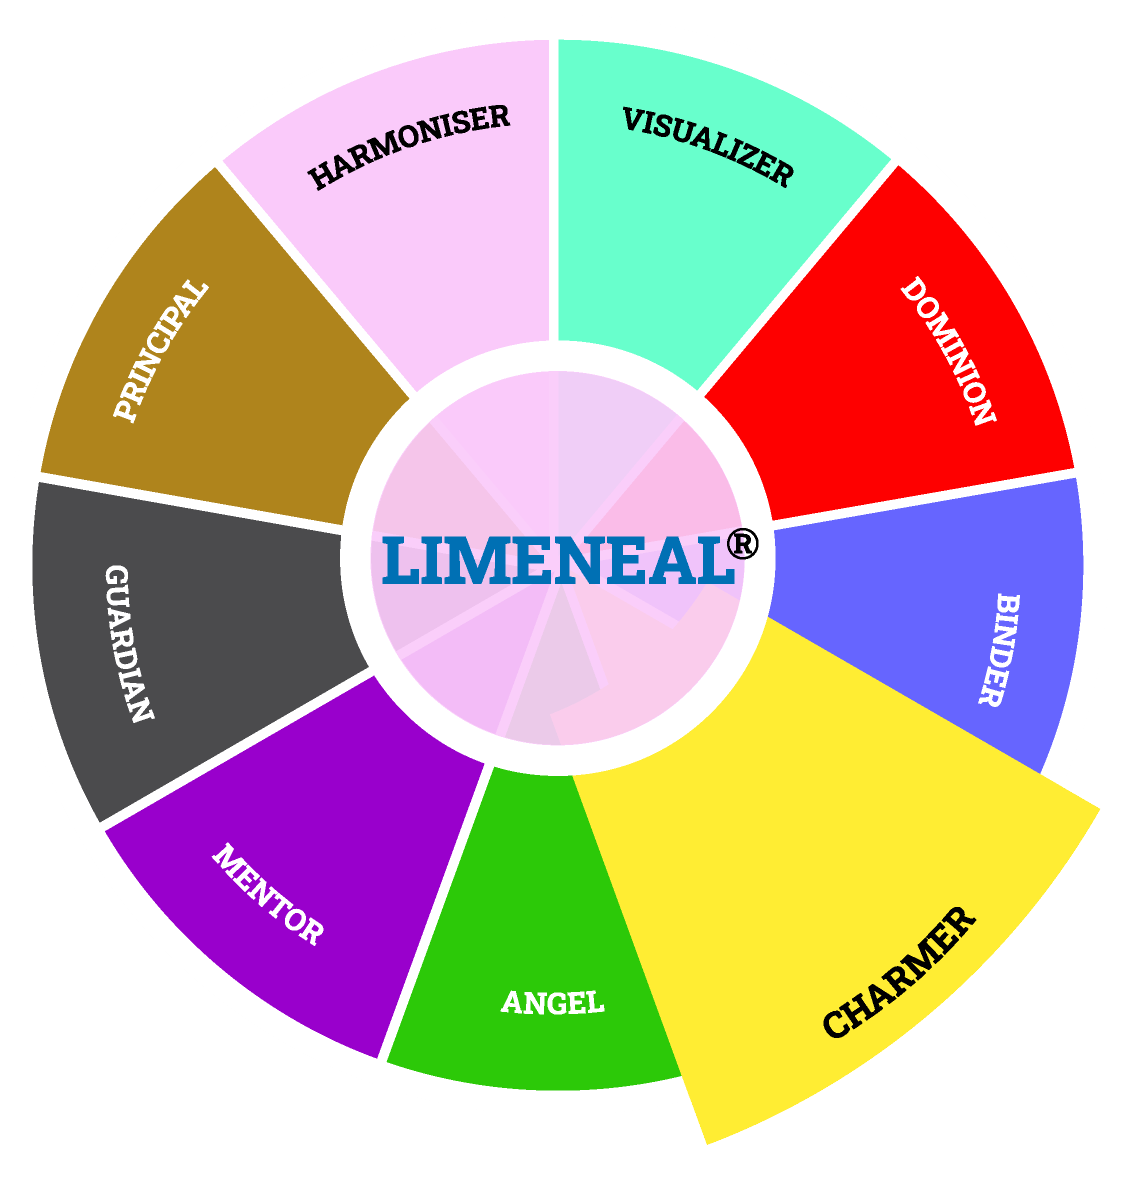 HARMONISER
VISUALIZER
DOMINION
BINDER
CHARMER
ANGEL
MENTOR
GUARDIAN
PRINCIPAL
LIMENEAL®